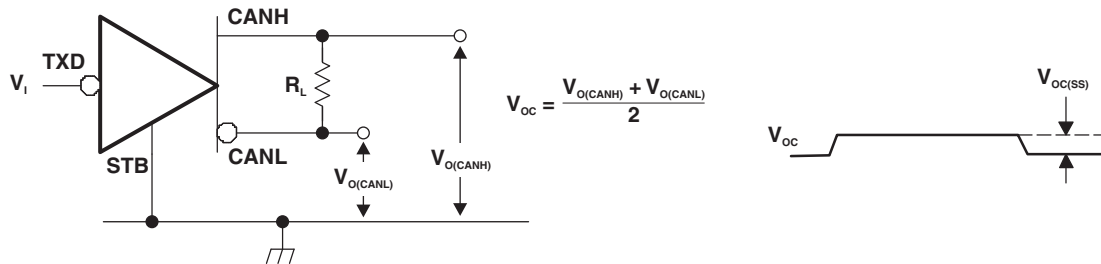 CANH
TXD
V_I
R_L
CANL
STB
V_O(CANL)
V_O(CANH)
V_OC = (V_O(CANH) + V_O(CANL)) / 2
V_OC(SS)
V_OC